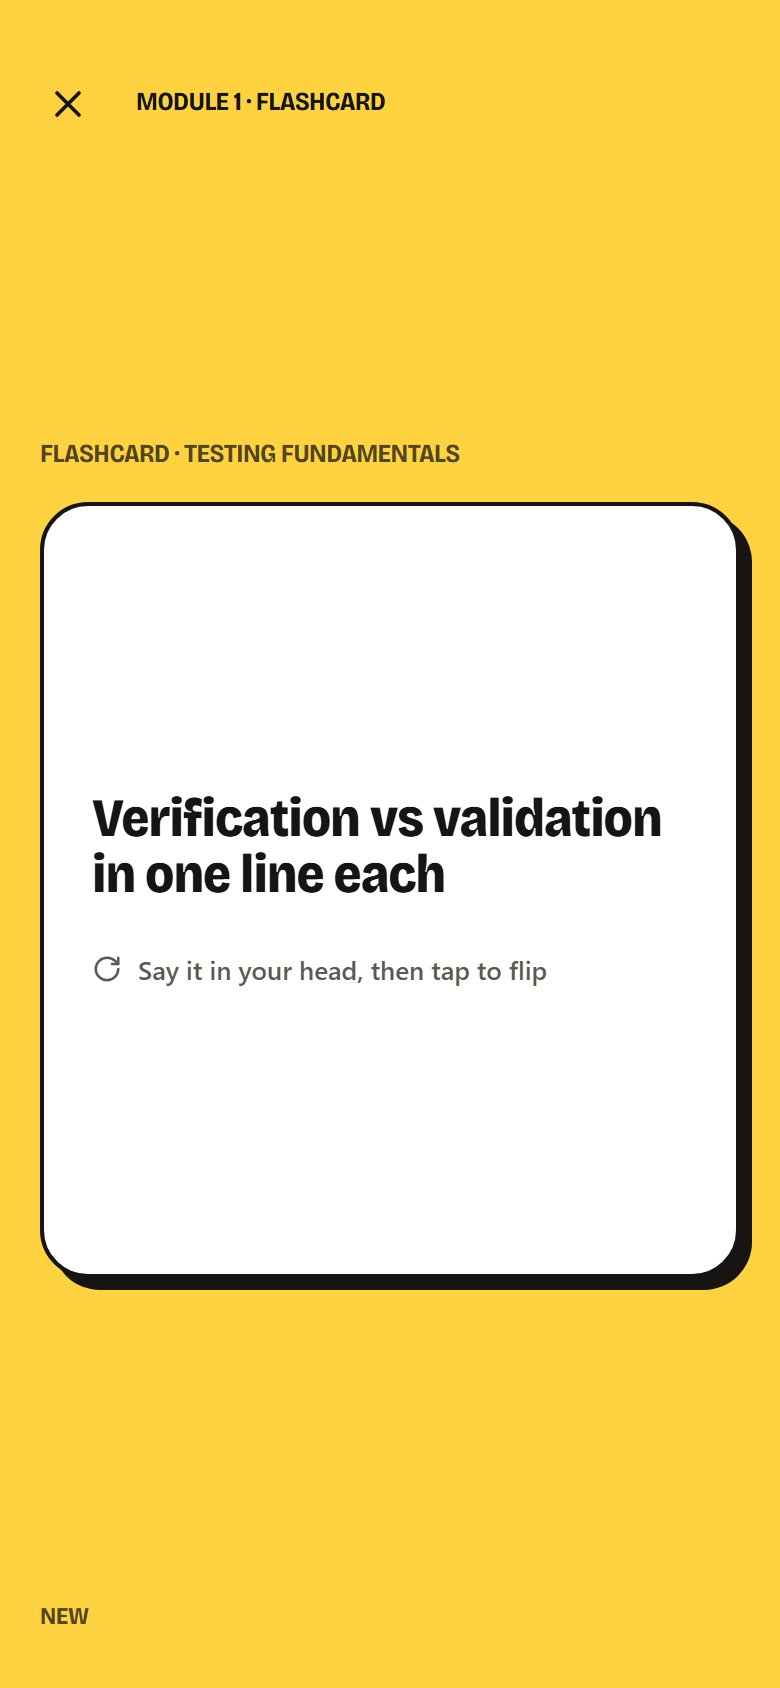 MODULE 1 · FLASHCARD
FLASHCARD · TESTING FUNDAMENTALS
Verification vs validation
in one line each
Say it in your head, then tap to flip
NEW